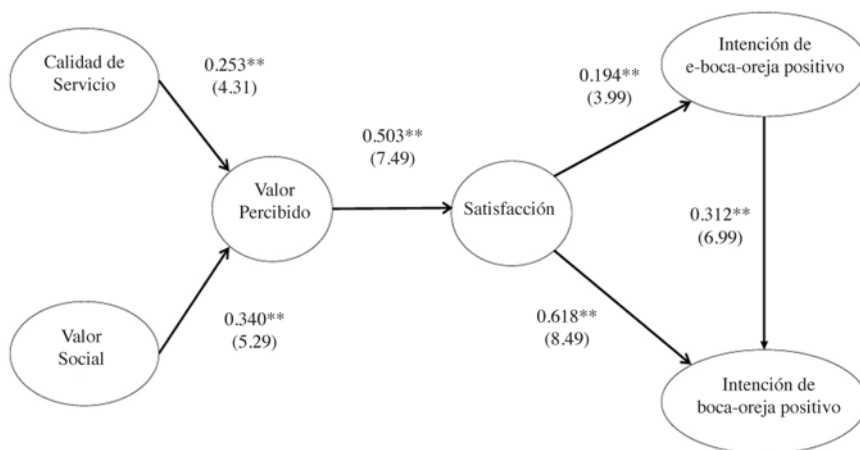 Calidad de
Servicio
0.253**
(4.31)
Valor
Social
0.340**
(5.29)
Valor
Percibido
0.503**
(7.49)
Satisfacción
0.194**
(3.99)
Intención de
e-boca-oreja positivo
0.312**
(6.99)
0.618**
(8.49)
Intención de
boca-oreja positivo